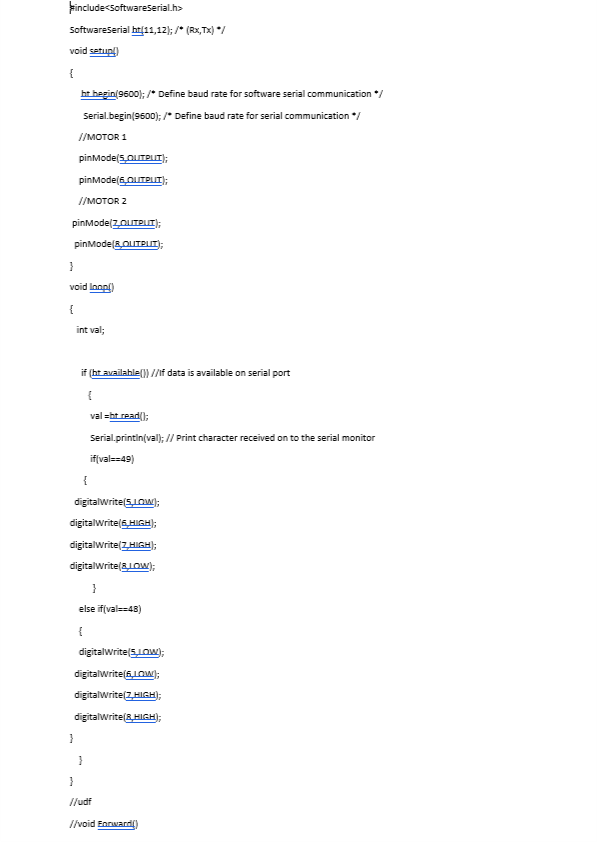 #include<SoftwareSerial.h>
SoftwareSerial bt(11,12); /* (Rx,Tx) */
void setup()
{
bt.begin(9600); /* Define baud rate for software serial communication */
Serial.begin(9600); /* Define baud rate for serial communication */
//MOTOR 1
pinMode(5,OUTPUT);
pinMode(6,OUTPUT);
//MOTOR 2
pinMode(7,OUTPUT);
pinMode(8,OUTPUT);
}
void loop()
{
int val;
if (bt.available()) //If data is available on serial port
{
val =bt.read();
Serial.println(val); // Print character received on to the serial monitor
if(val==49)
{
digitalWrite(5,LOW);
digitalWrite(6,HIGH);
digitalWrite(7,HIGH);
digitalWrite(8,LOW);
}
else if(val==48)
{
digitalWrite(5,LOW);
digitalWrite(6,LOW);
digitalWrite(7,HIGH);
digitalWrite(8,HIGH);
}
}
}
//udf
//void Forward()